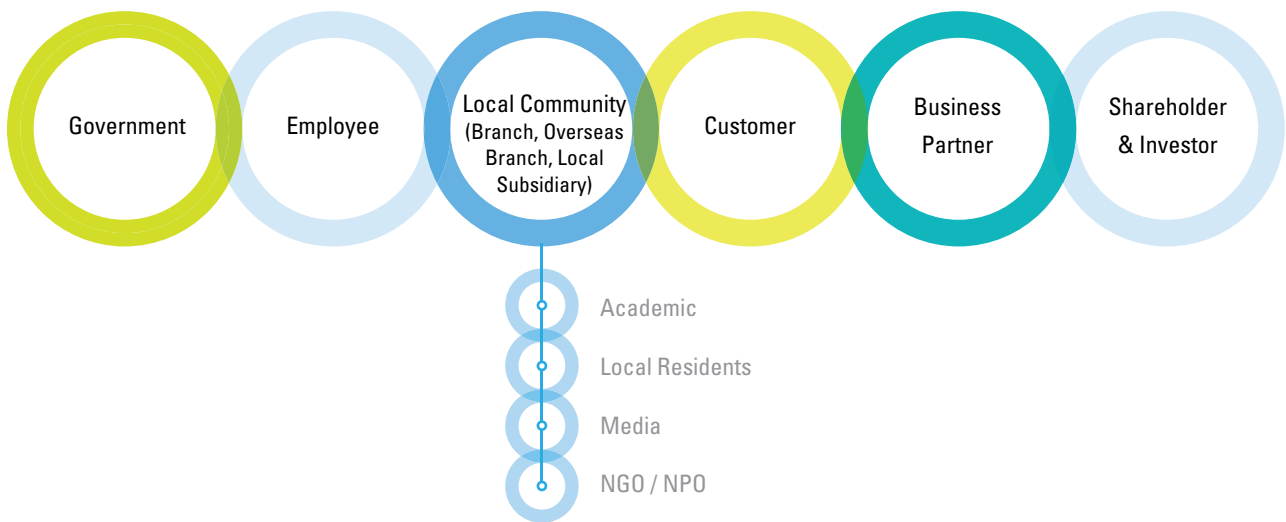 Government
Employee
Local Community
(Branch, Overseas
Branch, Local
Subsidiary)
Customer
Business
Partner
Shareholder
& Investor
Academic
Local Residents
Media
NGO / NPO